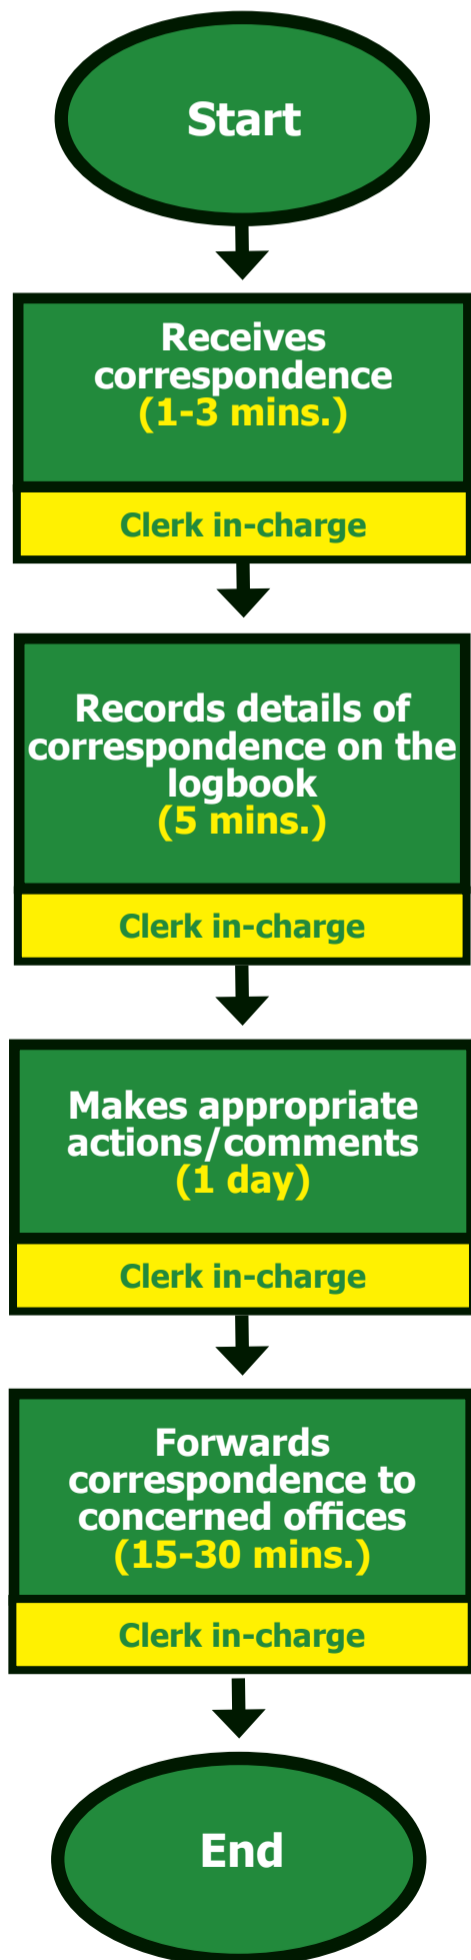 Start
Receives
correspondence
(1-3 mins.)
Clerk in-charge
Records details of
correspondence on the
logbook
(5 mins.)
Clerk in-charge
Makes appropriate
actions/comments
(1 day)
Clerk in-charge
Forwards
correspondence to
concerned offices
(15-30 mins.)
Clerk in-charge
End